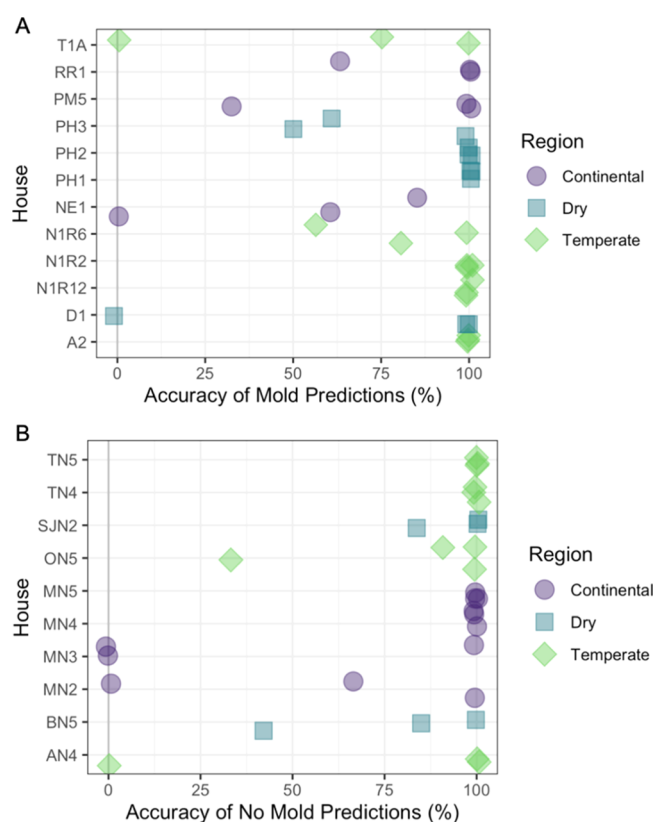 A
T1A
RR1
PM5
PH3
PH2
PH1
NE1
N1R6
N1R2
N1R12
D1
A2
House
0 25 50 75 100
Accuracy of Mold Predictions (%)
Region
Continental
Dry
Temperate
B
TN5
TN4
SJN2
ON5
MN5
MN4
MN3
MN2
BN5
AN4
House
0 25 50 75 100
Accuracy of No Mold Predictions (%)
Region
Continental
Dry
Temperate